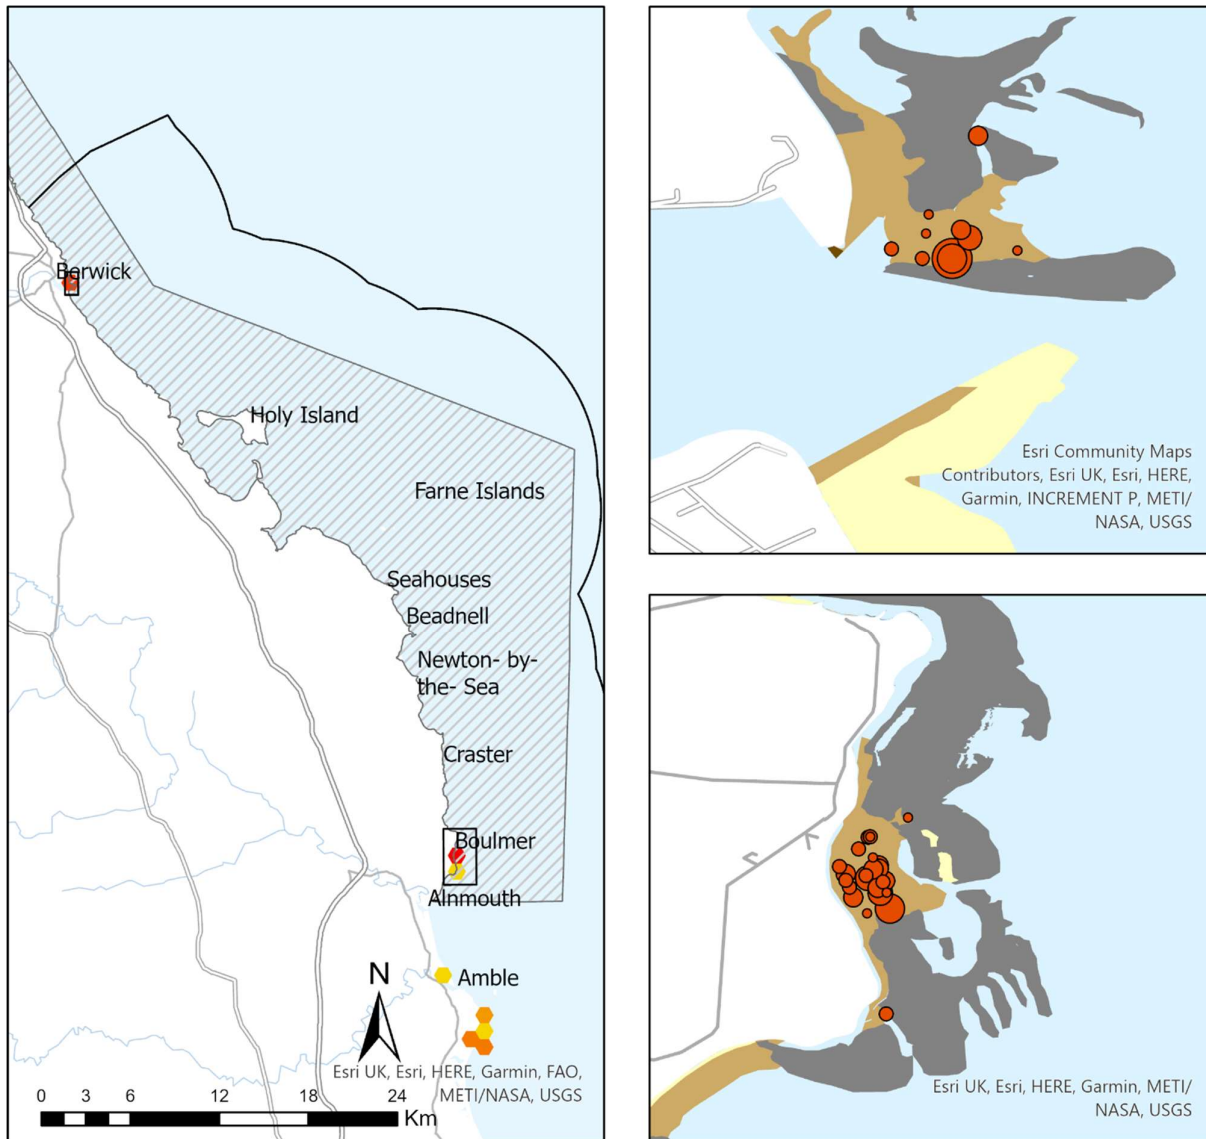 Berwick
Holy Island
Farne Islands
Seahouses
Beadnell
Newton- by-
the- Sea
Craster
Boulmer
Alnmouth
Amble
N
Esri UK, Esri, HERE, Garmin, FAO,
METI/NASA, USGS
0 3 6 12 18 24
Km
Esri Community Maps
Contributors, Esri UK, Esri, HERE,
Garmin, INCREMENT P, METI/
NASA, USGS
Esri UK, Esri, HERE, Garmin, METI/
NASA, USGS